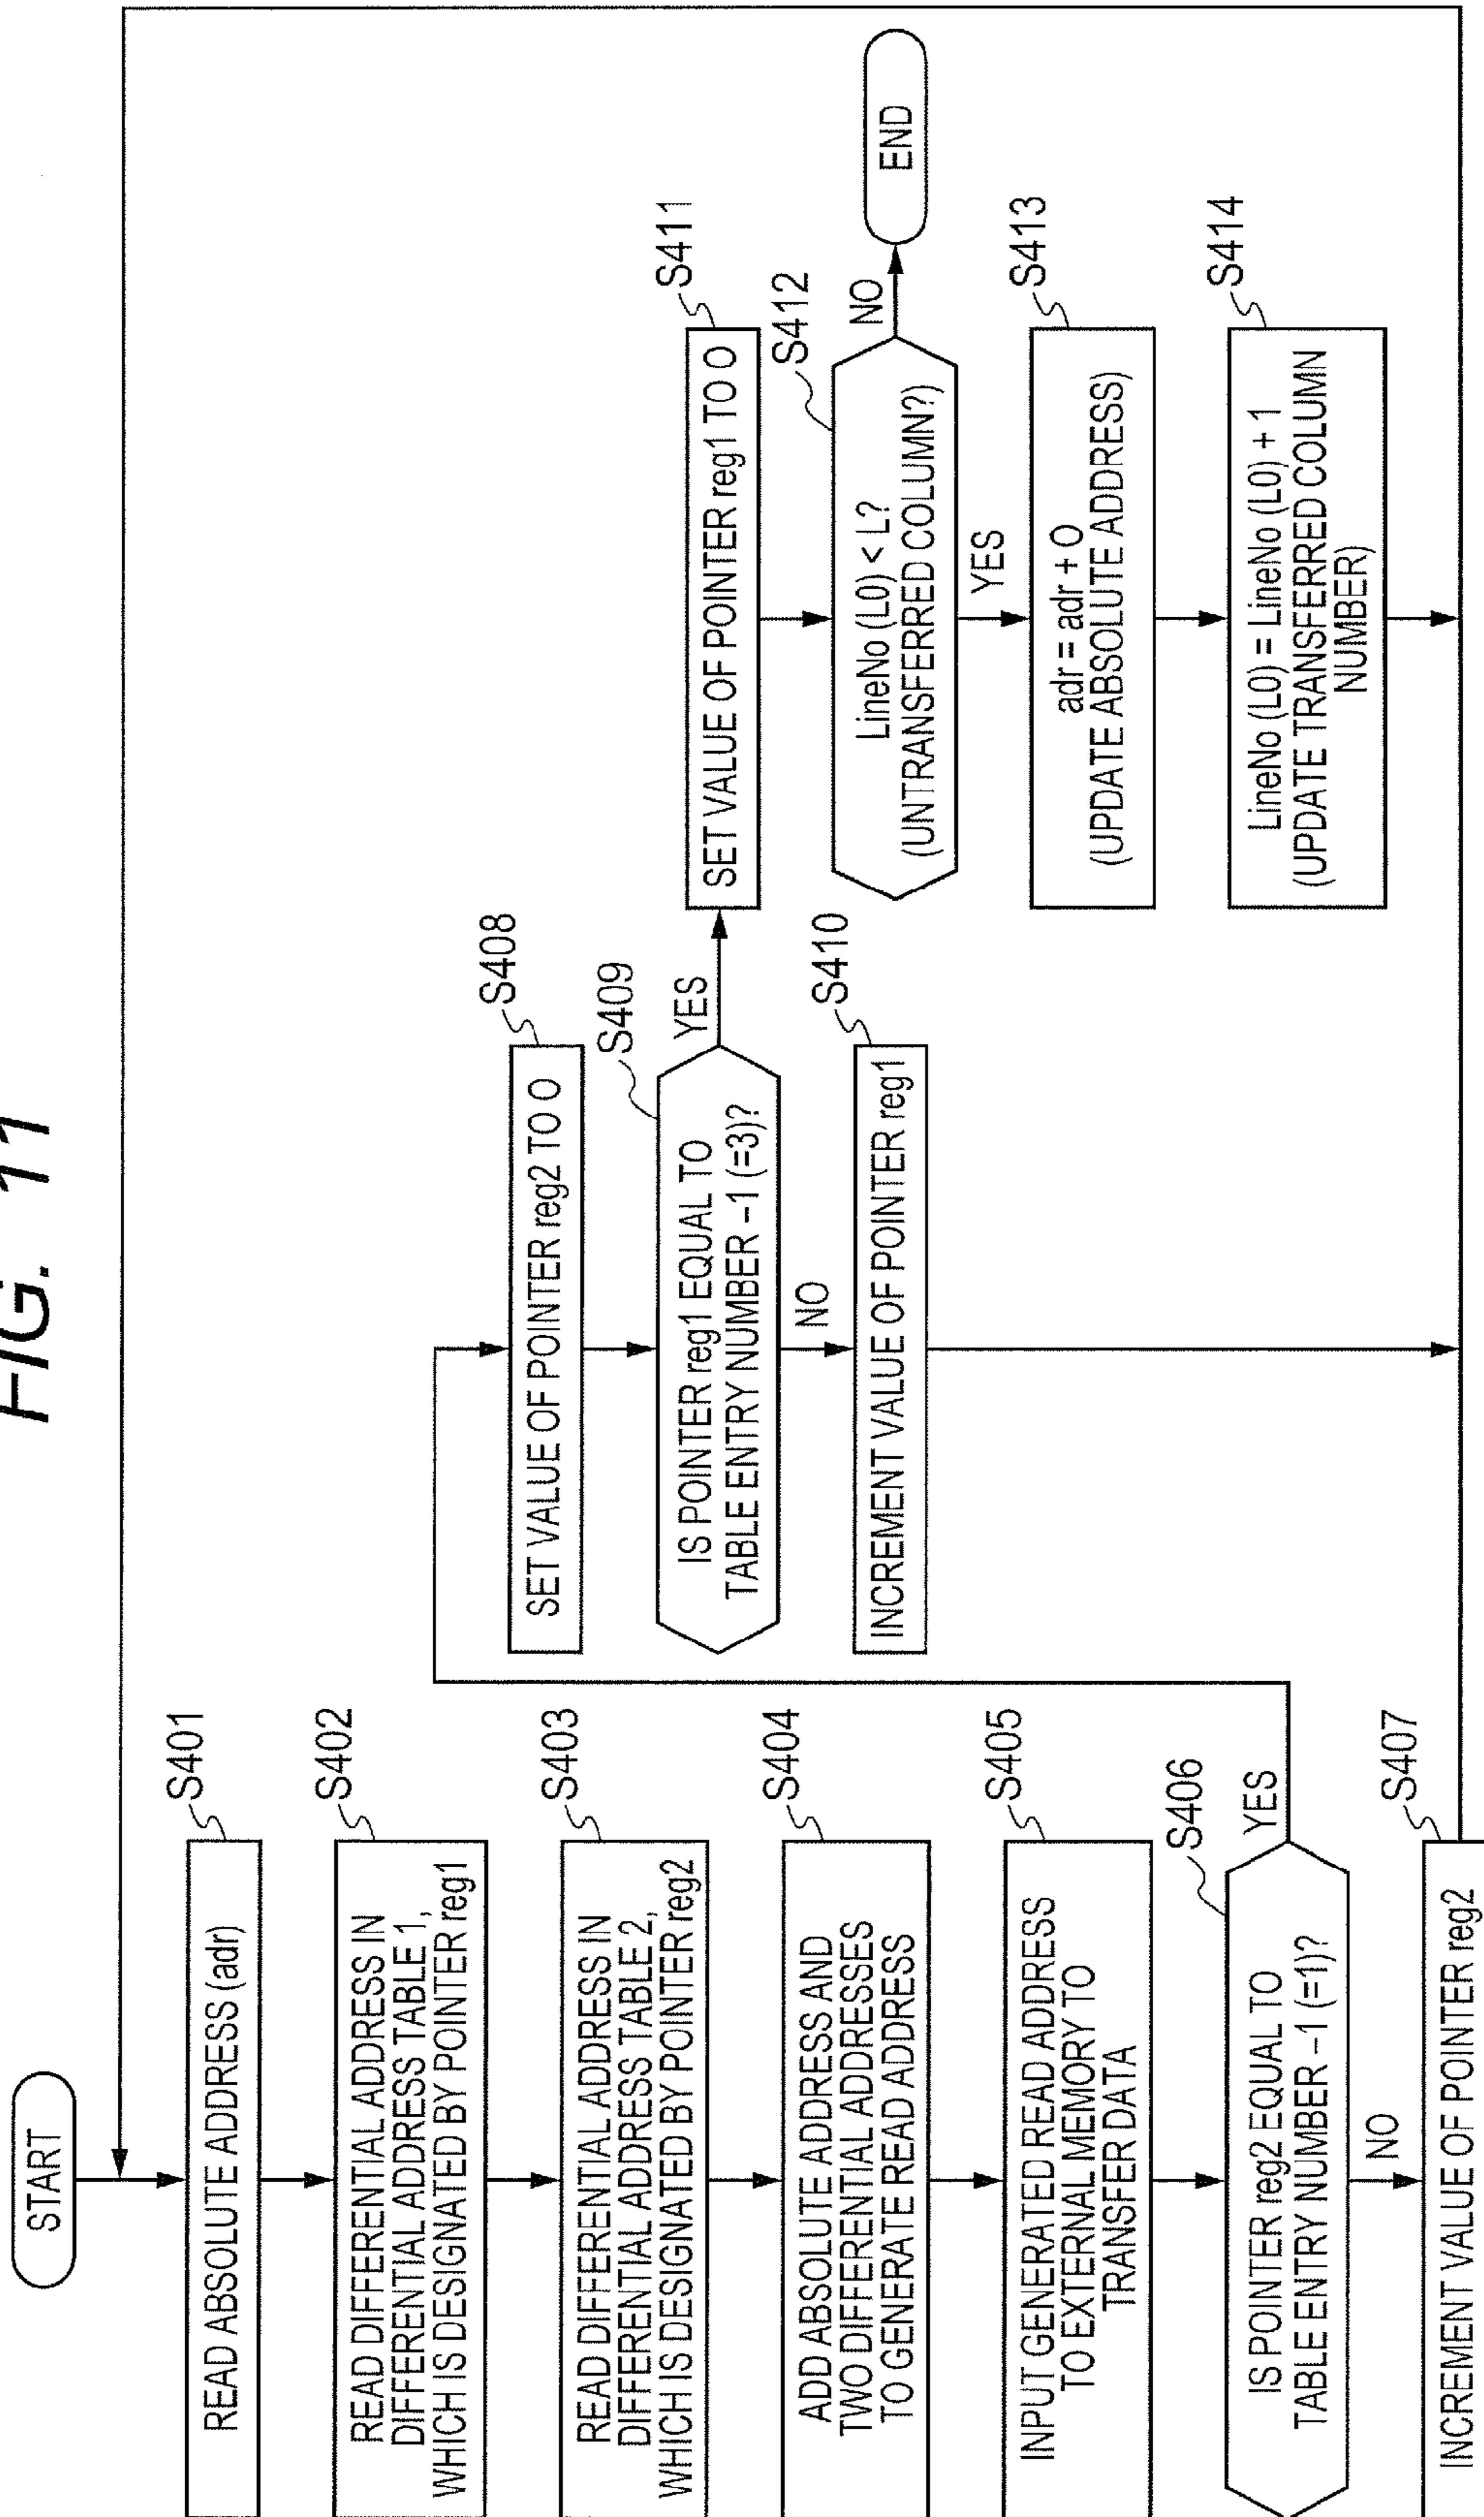 FIG. 11
START
S401
READ ABSOLUTE ADDRESS (adr)
S402
READ DIFFERENTIAL ADDRESS IN
DIFFERENTIAL ADDRESS TABLE 1,
WHICH IS DESIGNATED BY POINTER reg1
S403
READ DIFFERENTIAL ADDRESS IN
DIFFERENTIAL ADDRESS TABLE 2,
WHICH IS DESIGNATED BY POINTER reg2
S404
ADD ABSOLUTE ADDRESS AND
TWO DIFFERENTIAL ADDRESSES
TO GENERATE READ ADDRESS
S405
INPUT GENERATED READ ADDRESS
TO EXTERNAL MEMORY TO
TRANSFER DATA
S406
IS POINTER reg2 EQUAL TO
TABLE ENTRY NUMBER –1 (=1)?
YES
NO
S407
INCREMENT VALUE OF POINTER reg2
S408
SET VALUE OF POINTER reg2 TO O
S409
IS POINTER reg1 EQUAL TO
TABLE ENTRY NUMBER –1 (=3)?
YES
NO
S410
INCREMENT VALUE OF POINTER reg1
S411
SET VALUE OF POINTER reg1 TO O
S412
LineNo (L0) < L?
(UNTRANSFERRED COLUMN?)
NO
END
YES
S413
adr = adr + O
(UPDATE ABSOLUTE ADDRESS)
S414
LineNo (L0) = LineNo (L0) + 1
(UPDATE TRANSFERRED COLUMN
NUMBER)